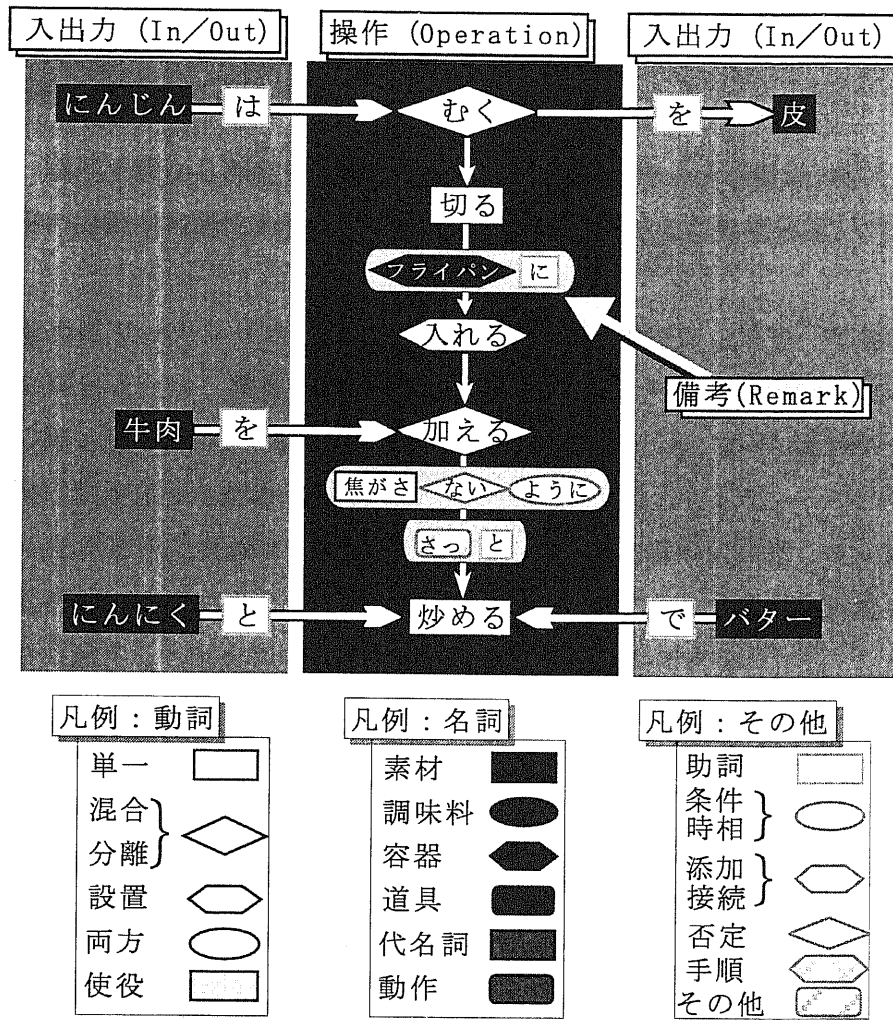 入出力 (In／Out) 操作 (Operation) 入出力 (In／Out)
にんじん は むく を 皮
切る
フライパン に
入れる
備考(Remark)
牛肉 を 加える
焦がさ ない ように
さっ と
にんにく と 炒める で バター
凡例：動詞
単一
混合
分離
設置
両方
使役
凡例：名詞
素材
調味料
容器
道具
代名詞
動作
凡例：その他
助詞
条件
時相
添加
接続
否定
手順
その他